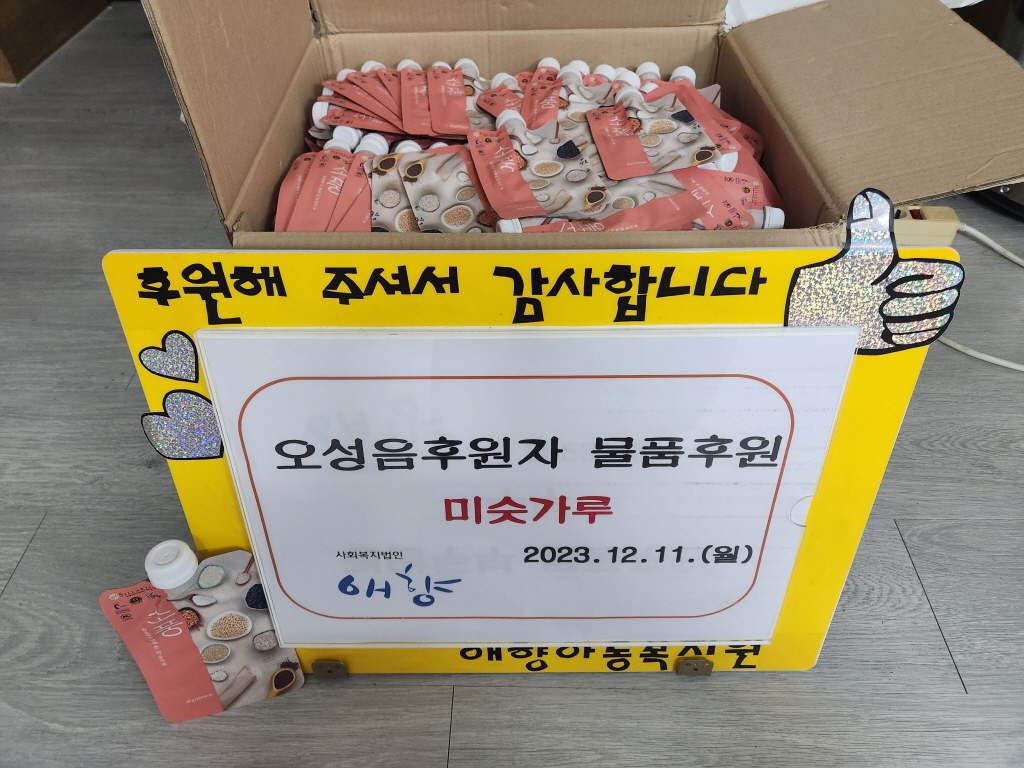 후원해 주셔서 감사합니다
오성음후원자 물품후원
미숫가루
사회복지법인
2023.12.11.(월)
애향
애향아동복지원